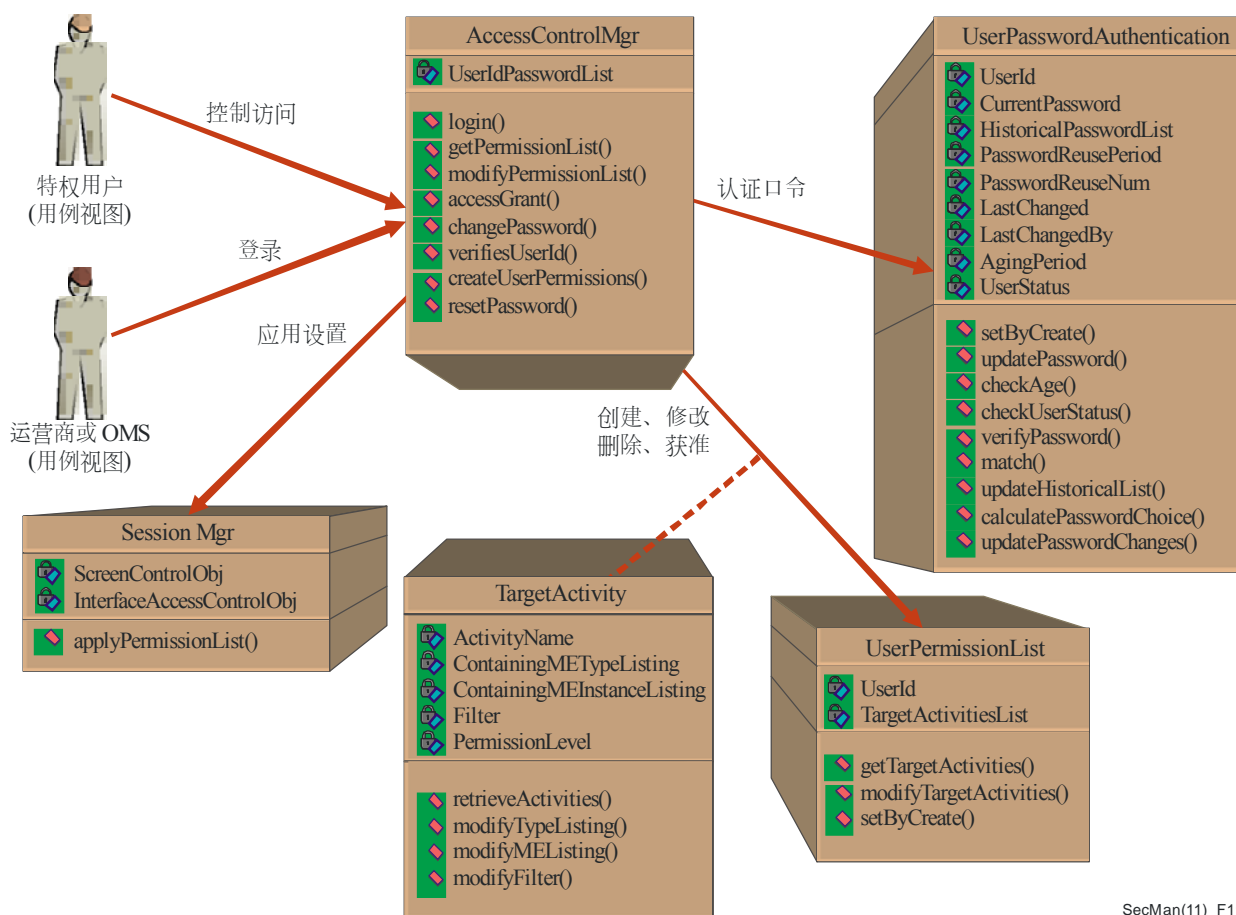 特权用户
(用例视图)
控制访问
登录
运营商或 OMS
(用例视图)
应用设置
AccessControlMgr
UserIdPasswordList
login()
getPermissionList()
modifyPermissionList()
accessGrant()
changePassword()
verifiesUserId()
createUserPermissions()
resetPassword()
认证口令
UserPasswordAuthentication
UserId
CurrentPassword
HistoricalPasswordList
PasswordReusePeriod
PasswordReuseNum
LastChanged
LastChangedBy
AgingPeriod
UserStatus
setByCreate()
updatePassword()
checkAge()
checkUserStatus()
verifyPassword()
match()
updateHistoricalList()
calculatePasswordChoice()
updatePasswordChanges()
创建、修改
删除、获准
Session Mgr
ScreenControlObj
InterfaceAccessControlObj
applyPermissionList()
TargetActivity
ActivityName
ContainingMETypeListing
ContainingMEInstanceListing
Filter
PermissionLevel
retrieveActivities()
modifyTypeListing()
modifyMEListing()
modifyFilter()
UserPermissionList
UserId
TargetActivitiesList
getTargetActivities()
modifyTargetActivities()
setByCreate()
SecMan(11)_F1